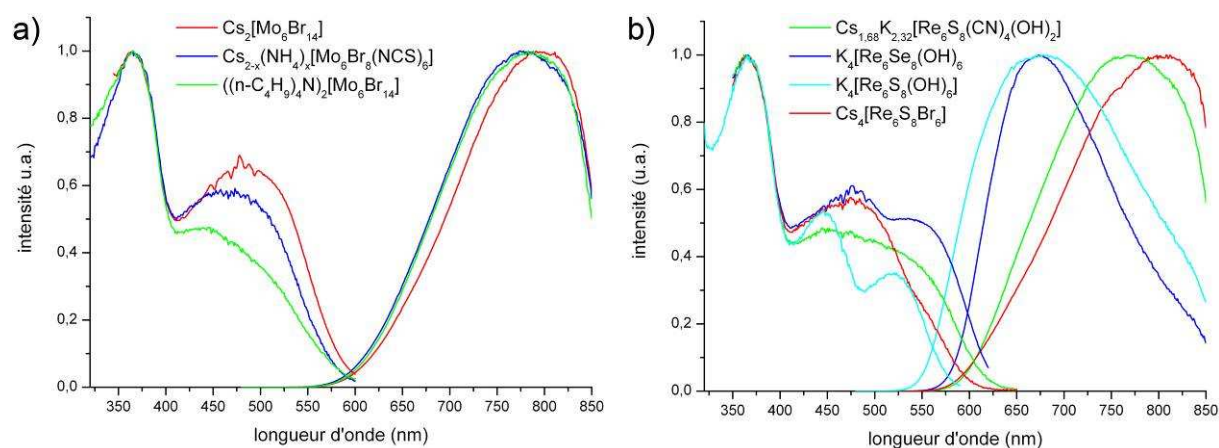 a)
Cs₂[Mo₆Br₁₄]
Cs₂₋ₓ(NH₄)ₓ[Mo₆Br₈(NCS)₆]
((n-C₄H₉)₄N)₂[Mo₆Br₁₄]
intensité u.a.)
1,0
0,8
0,6
0,4
0,2
0,0
350 400 450 500 550 600 650 700 750 800 850
longueur d'onde (nm)
b)
Cs₁,₆₈K₂,₃₂[Re₆S₈(CN)₄(OH)₂]
K₄[Re₆Se₈(OH)₆
K₄[Re₆S₈(OH)₆]
Cs₄[Re₆S₈Br₆]
intensité (u.a.)
1,0
0,8
0,6
0,4
0,2
0,0
350 400 450 500 550 600 650 700 750 800 850
longueur d'onde (nm)